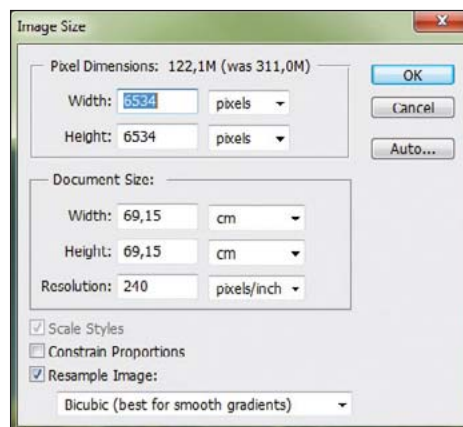 Image Size
Pixel Dimensions: 122,1M (was 311,0M)
OK
Width: 6534 pixels
Cancel
Height: 6534 pixels
Auto...
Document Size:
Width: 69,15 cm
Height: 69,15 cm
Resolution: 240 pixels/inch
Scale Styles
Constrain Proportions
Resample Image:
Bicubic (best for smooth gradients)